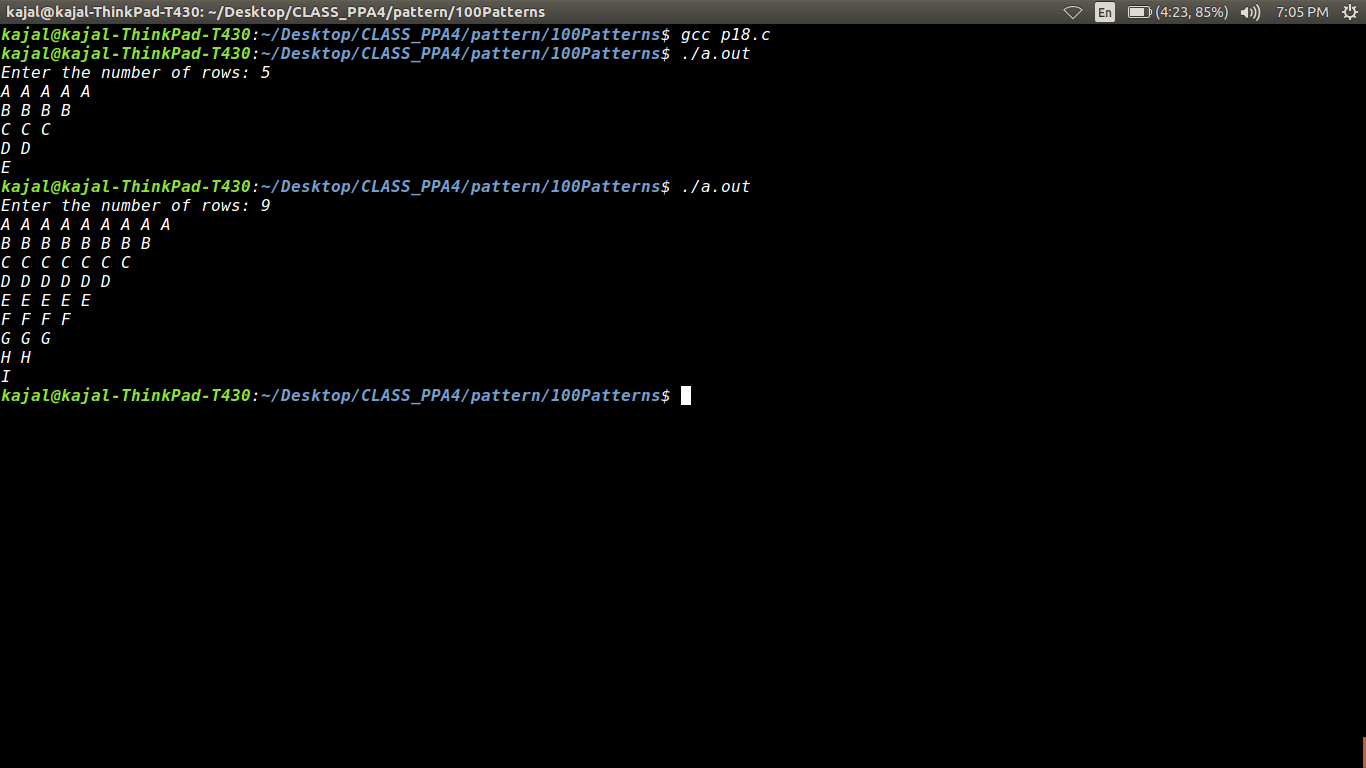 kajal@kajal-ThinkPad-T430: ~/Desktop/CLASS_PPA4/pattern/100Patterns En (4:23, 85%) 7:05 PM
kajal@kajal-ThinkPad-T430:~/Desktop/CLASS_PPA4/pattern/100Patterns$ gcc p18.c
kajal@kajal-ThinkPad-T430:~/Desktop/CLASS_PPA4/pattern/100Patterns$ ./a.out
Enter the number of rows: 5
A A A A A
B B B B
C C C
D D
E
kajal@kajal-ThinkPad-T430:~/Desktop/CLASS_PPA4/pattern/100Patterns$ ./a.out
Enter the number of rows: 9
A A A A A A A A A
B B B B B B B B
C C C C C C C
D D D D D D
E E E E E
F F F F
G G G
H H
I
kajal@kajal-ThinkPad-T430:~/Desktop/CLASS_PPA4/pattern/100Patterns$